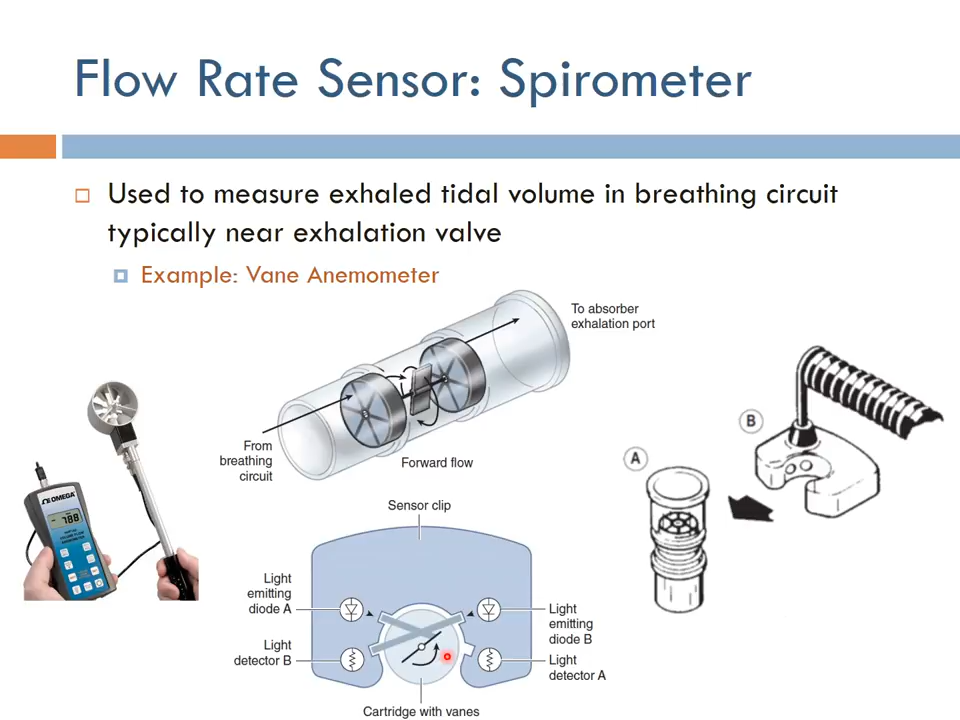 Flow Rate Sensor: Spirometer
Used to measure exhaled tidal volume in breathing circuit
typically near exhalation valve
Example: Vane Anemometer
To absorber
exhalation port
From
breathing
circuit
Forward flow
OMEGA
788
A
B
Sensor clip
Light
emitting
diode A
Light
detector B
Light
emitting
diode B
Light
detector A
Cartridge with vanes